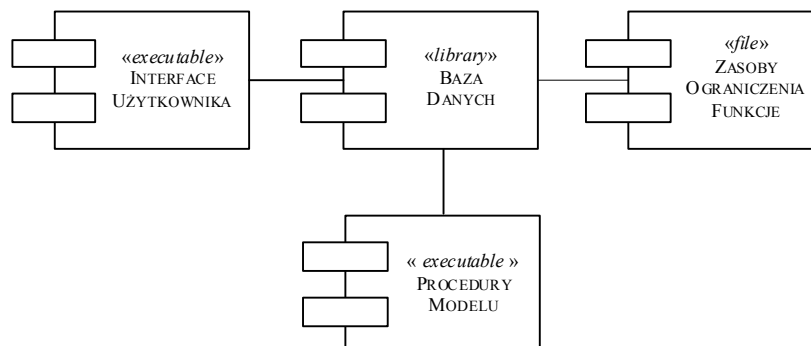 «executable»
INTERFACE
UŻYTKOWNIKA
«library»
BAZA
DANYCH
«file»
ZASOBY
OGRANICZENIA
FUNKCJE
« executable »
PROCEDURY
MODELU